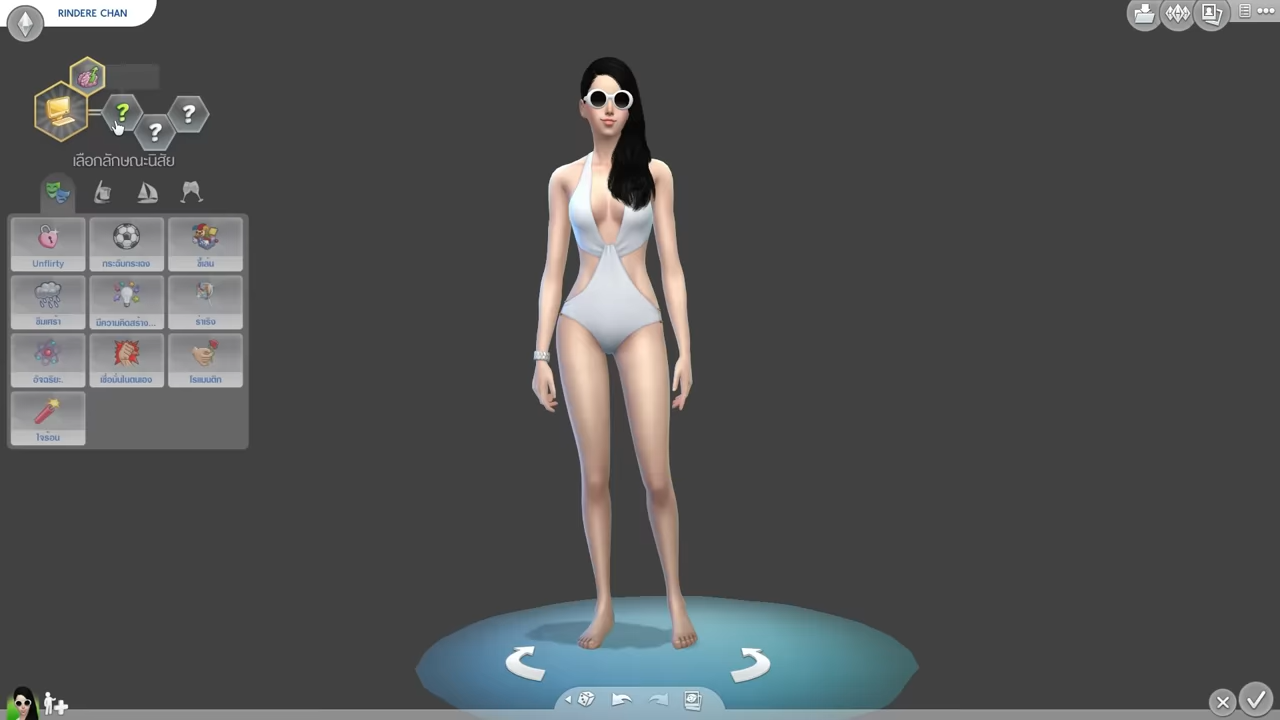 RINDERE CHAN
?
?
?
เลือกลักษณะนิสัย
Unflirty
กระฉับกระเฉง
ขี้เล่น
ซึมเศร้า
มีความคิดสร้าง...
ร่าเริง
อัจฉริยะ.
เชื่อมั่นในตนเอง
โรแมนติก
ใจร้อน